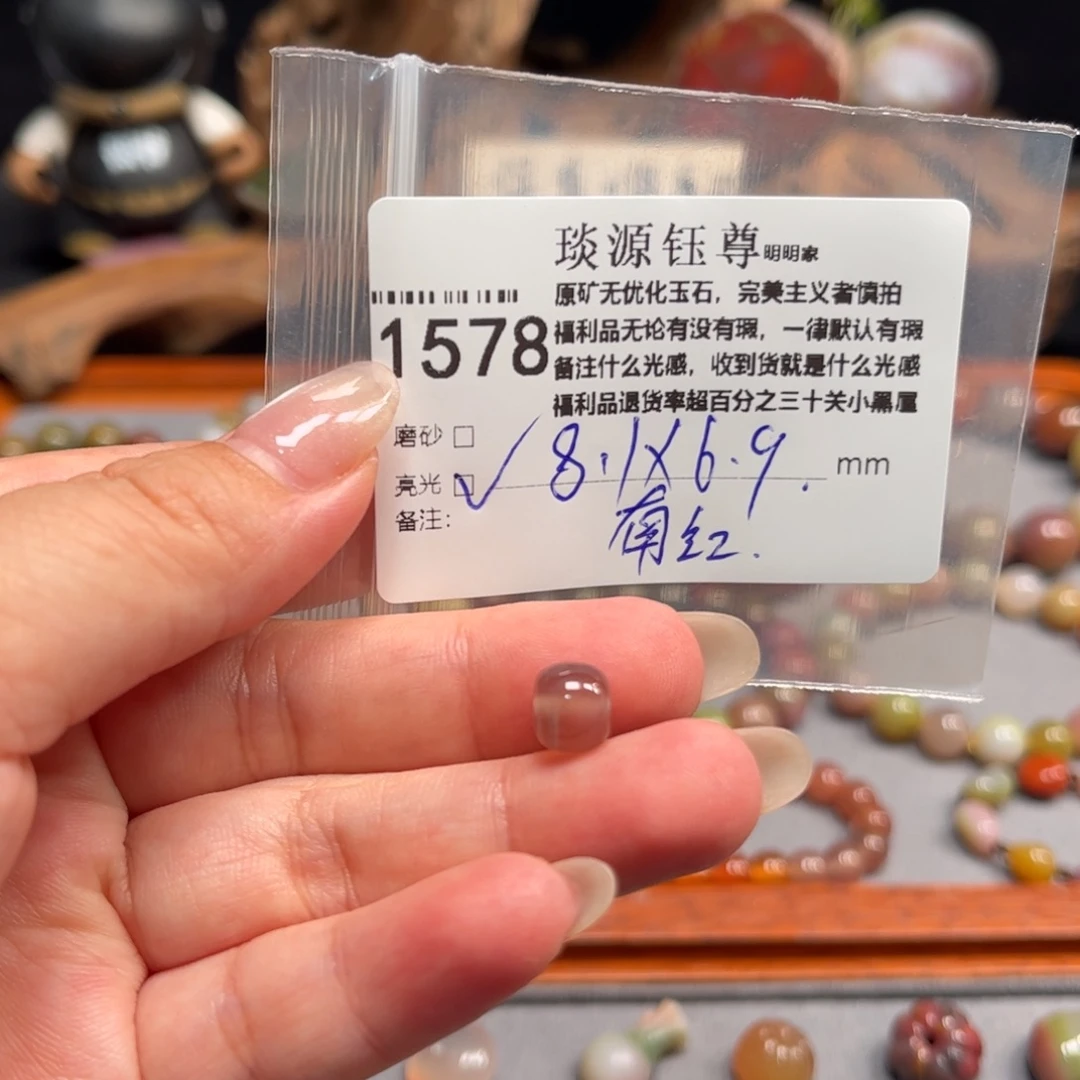 琰源钰尊明明家
原矿无优化玉石，完美主义者慎拍
1578
福利品无论有没有瑕，一律默认有瑕
备注什么光感，收到货就是什么光感
福利品退货率超百分之三十关小黑屋
磨砂 □
亮光 ☑
✓ 8.1X6.9. mm
备注：
南红.